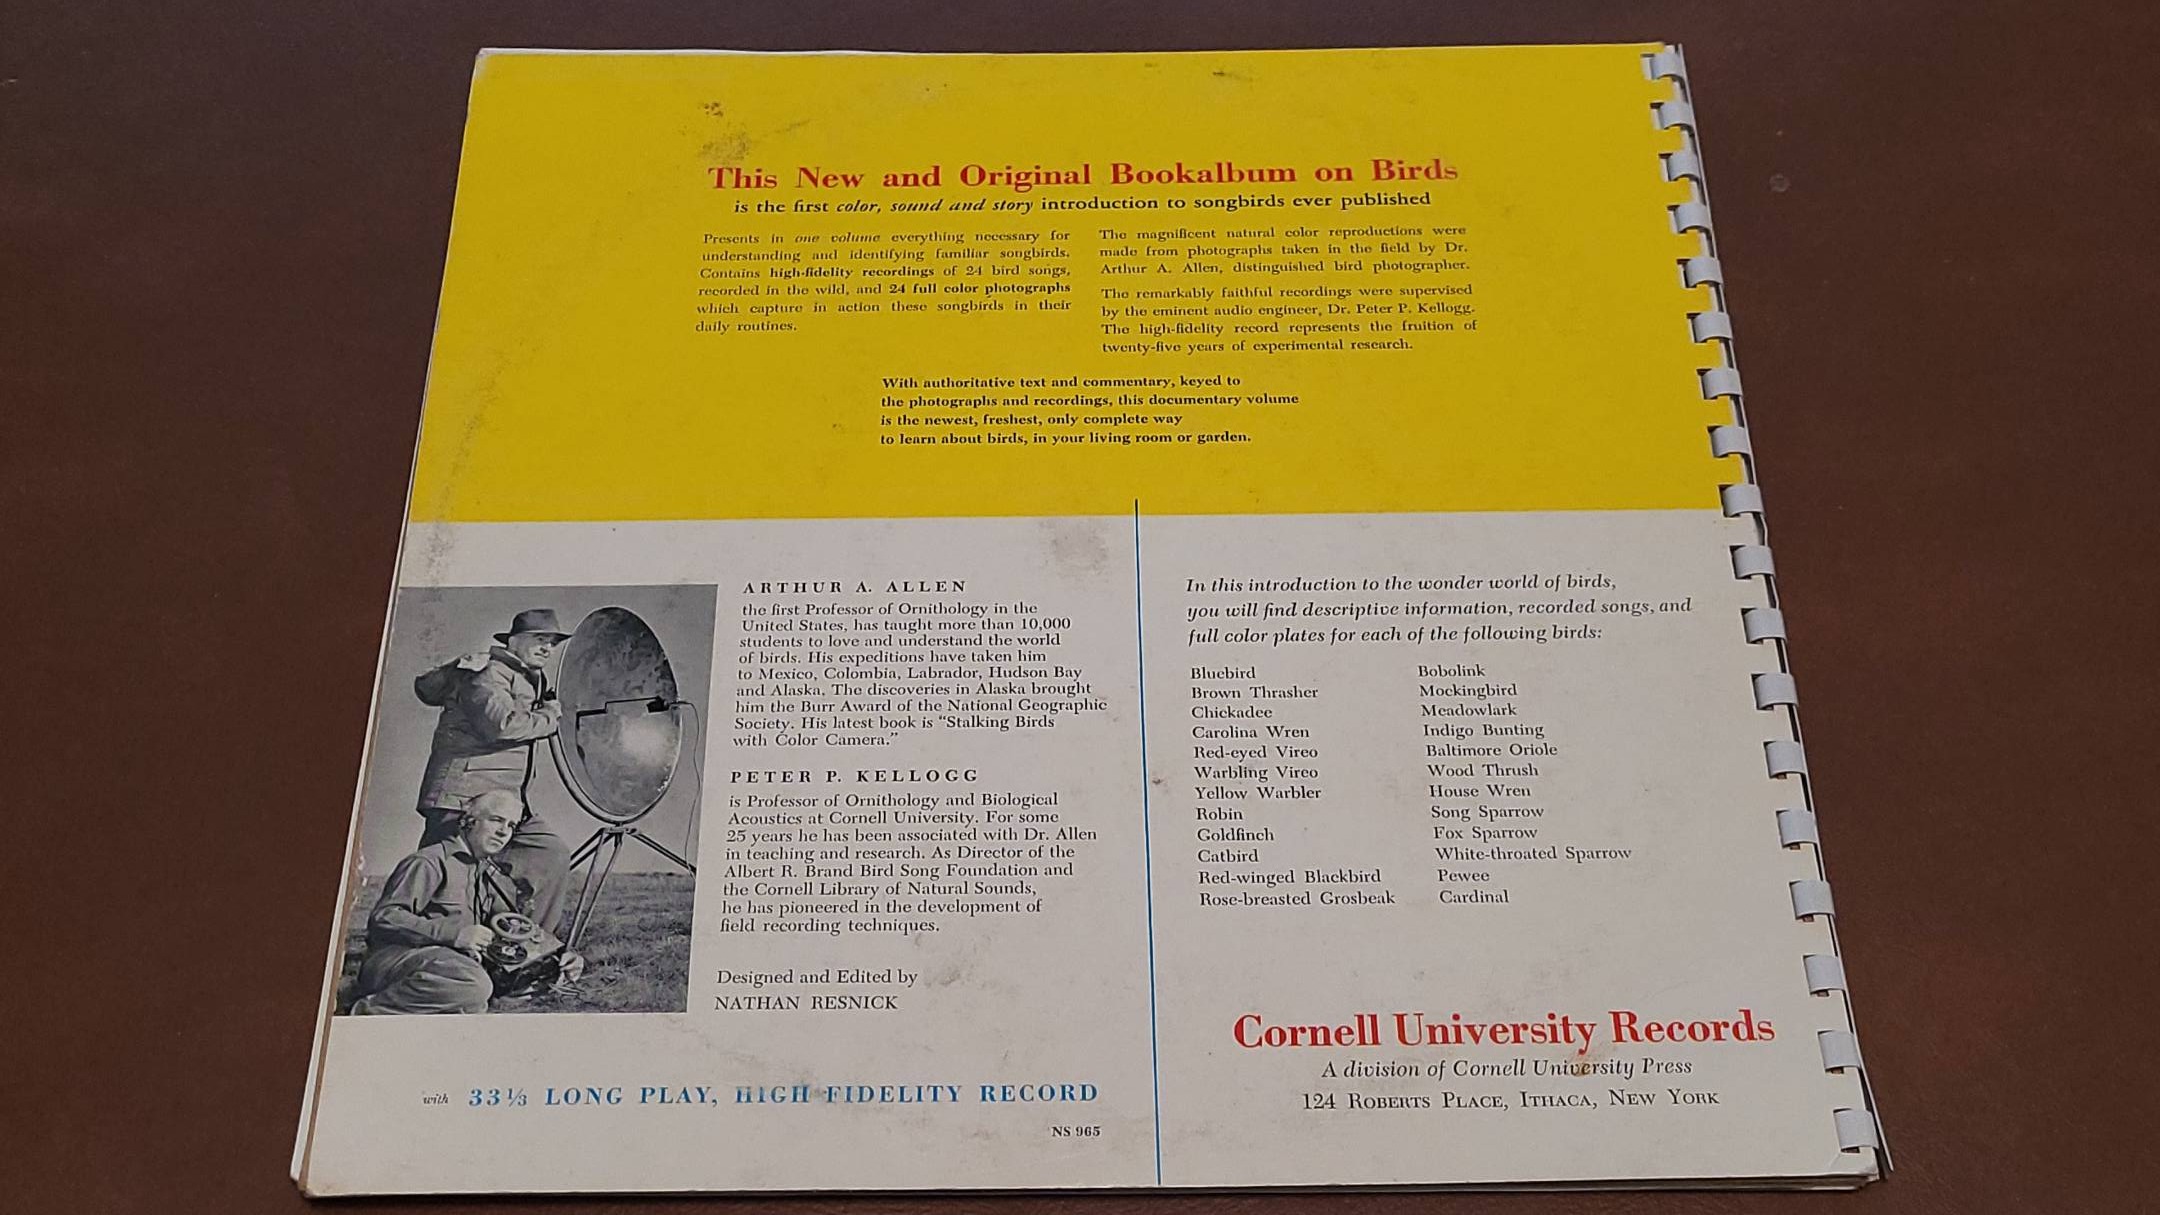 This New and Original Bookalbum on Birds
is the first color, sound and story introduction to songbirds ever published
Presents in one volume everything necessary for
understanding and identifying familiar songbirds.
Contains high-fidelity recordings of 24 bird songs,
recorded in the wild, and 24 full color photographs
which capture in action these songbirds in their
daily routines.
The magnificent natural color reproductions were
made from photographs taken in the field by Dr.
Arthur A. Allen, distinguished bird photographer.
The remarkably faithful recordings were supervised
by the eminent audio engineer, Dr. Peter P. Kellogg.
The high-fidelity record represents the fruition of
twenty-five years of experimental research.
With authoritative text and commentary, keyed to
the photographs and recordings, this documentary volume
is the newest, freshest, only complete way
to learn about birds, in your living room or garden.
ARTHUR A. ALLEN
the first Professor of Ornithology in the
United States, has taught more than 10,000
students to love and understand the world
of birds. His expeditions have taken him
to Mexico, Colombia, Labrador, Hudson Bay
and Alaska. The discoveries in Alaska brought
him the Burr Award of the National Geographic
Society. His latest book is “Stalking Birds
with Color Camera.”
PETER P. KELLOGG
is Professor of Ornithology and Biological
Acoustics at Cornell University. For some
25 years he has been associated with Dr. Allen
in teaching and research. As Director of the
Albert R. Brand Bird Song Foundation and
the Cornell Library of Natural Sounds,
he has pioneered in the development of
field recording techniques.
Designed and Edited by
NATHAN RESNICK
with 33⅓ LONG PLAY, HIGH FIDELITY RECORD
NS 965
In this introduction to the wonder world of birds,
you will find descriptive information, recorded songs, and
full color plates for each of the following birds:
Bluebird
Brown Thrasher
Chickadee
Carolina Wren
Red-eyed Vireo
Warbling Vireo
Yellow Warbler
Robin
Goldfinch
Catbird
Red-winged Blackbird
Rose-breasted Grosbeak
Bobolink
Mockingbird
Meadowlark
Indigo Bunting
Baltimore Oriole
Wood Thrush
House Wren
Song Sparrow
Fox Sparrow
White-throated Sparrow
Pewee
Cardinal
Cornell University Records
A division of Cornell University Press
124 ROBERTS PLACE, ITHACA, NEW YORK